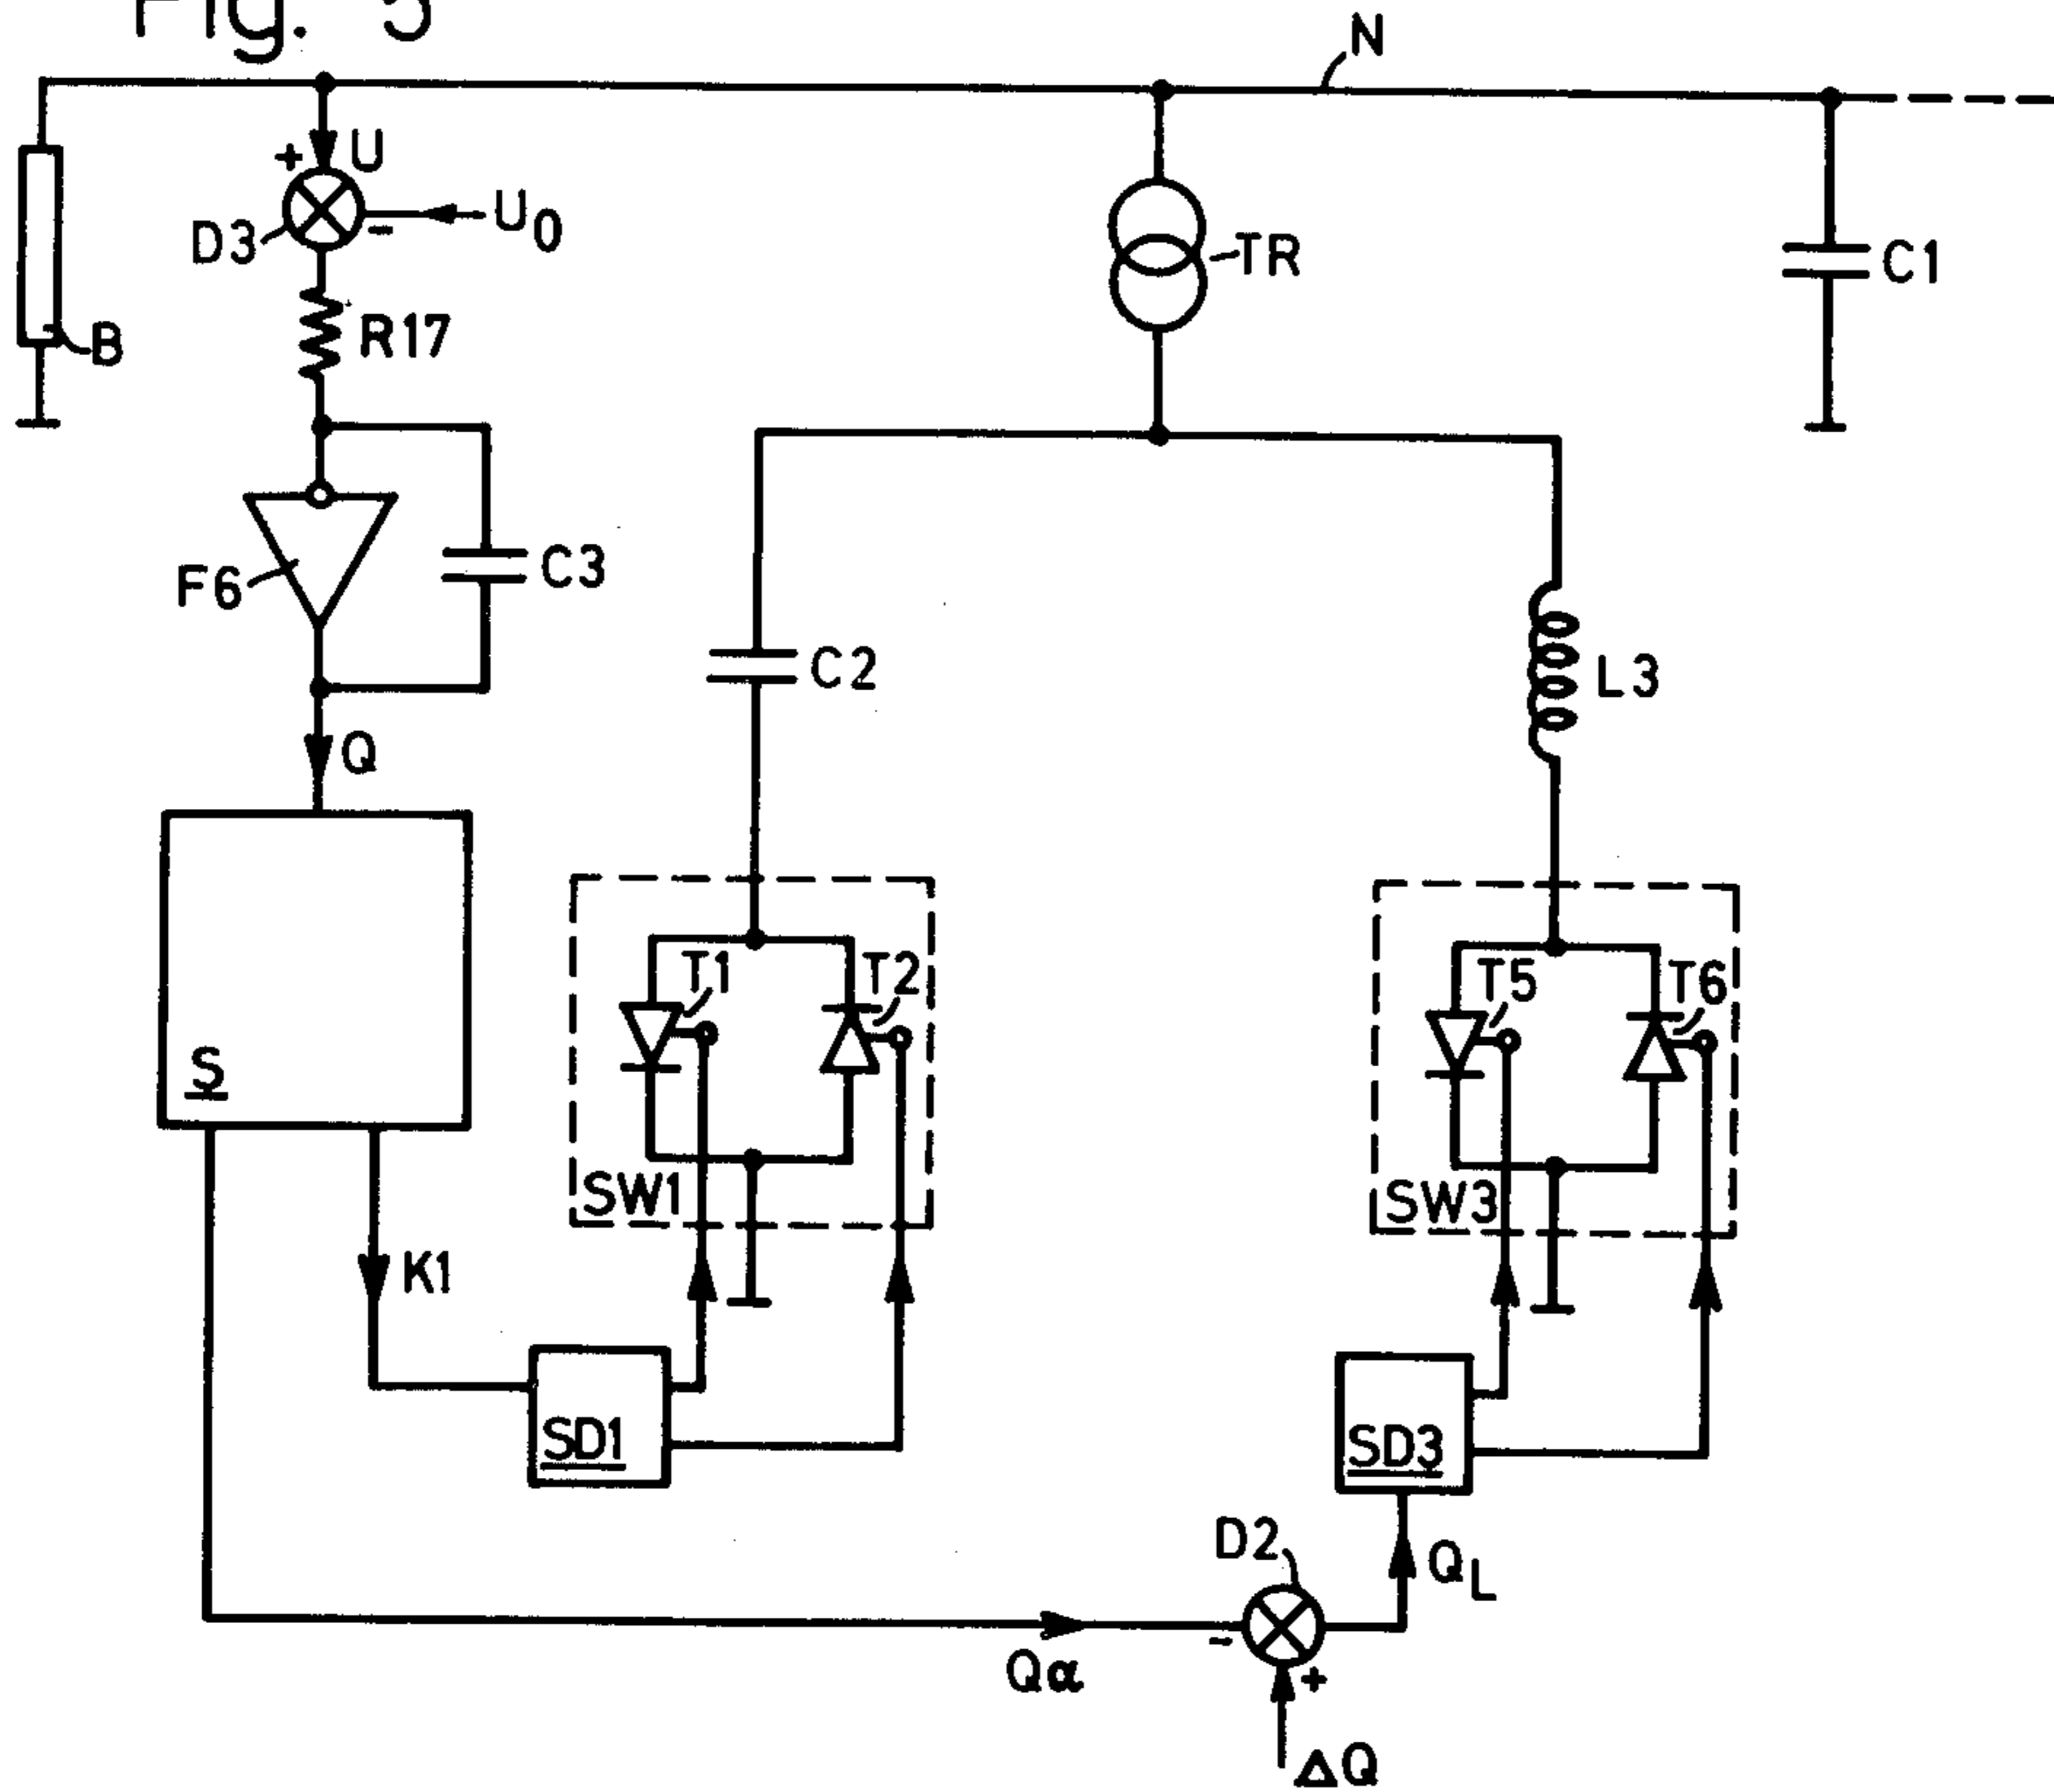 Fig. 5
N
+ U
D3
-
U0
TR
C1
B
R17
F6
C3
C2
L3
Q
S
T1
T2
T5
T6
SW1
SW3
K1
SD1
SD3
D2
QL
-
Qα
+
ΔQ